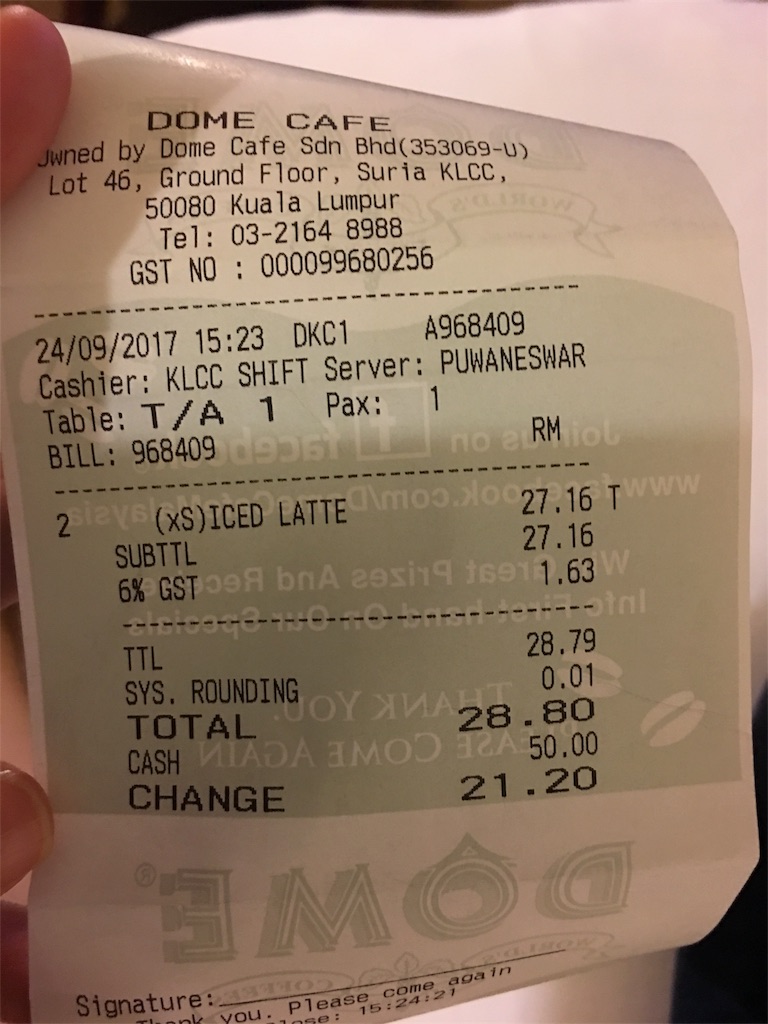 DOME CAFE
Owned by Dome Cafe Sdn Bhd(353069-U)
Lot 46, Ground Floor, Suria KLCC,
50080 Kuala Lumpur
Tel: 03-2164 8988
GST NO : 000099680256
24/09/2017 15:23 DKC1 A968409
Cashier: KLCC SHIFT Server: PUWANESWAR
Table: T/A 1 Pax: 1
BILL: 968409 RM
2 (xS)ICED LATTE 27.16 T
SUBTTL 27.16
6% GST 1.63
TTL 28.79
SYS. ROUNDING 0.01
TOTAL 28.80
CASH 50.00
CHANGE 21.20
DÔME®
Signature:
Thank you. Please come again
15:24:21